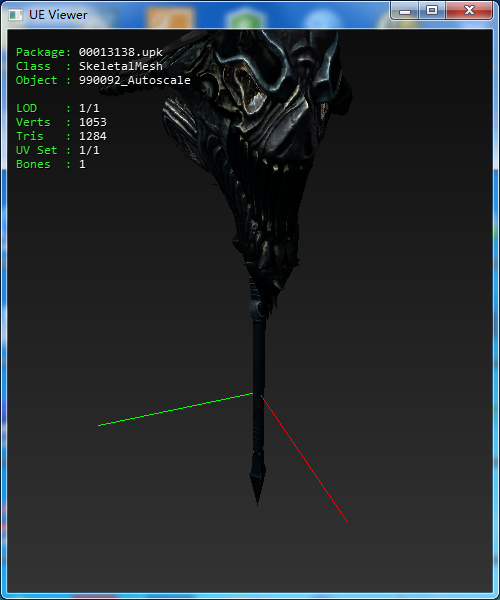 UE Viewer
Package: 00013138.upk
Class : SkeletalMesh
Object : 990092_Autoscale
LOD : 1/1
Verts : 1053
Tris : 1284
UV Set : 1/1
Bones : 1